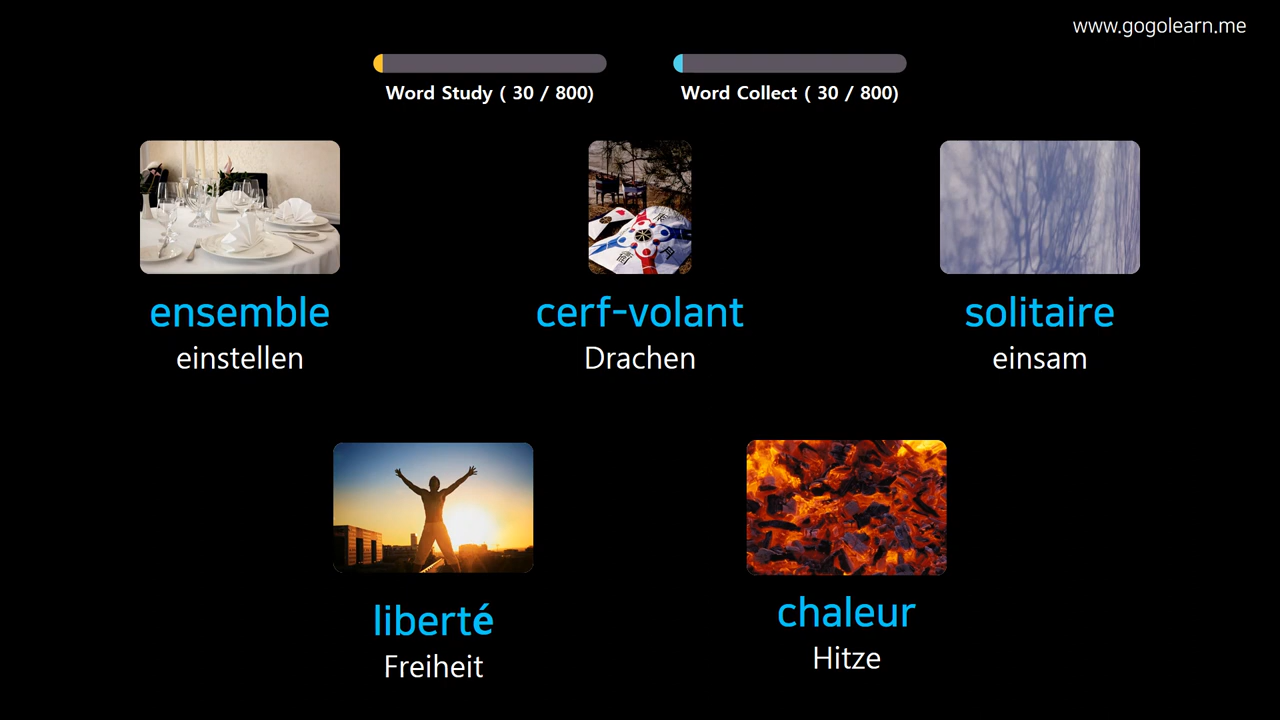 www.gogolearn.me
Word Study ( 30 / 800)
Word Collect ( 30 / 800)
ensemble
einstellen
cerf-volant
Drachen
solitaire
einsam
liberté
Freiheit
chaleur
Hitze